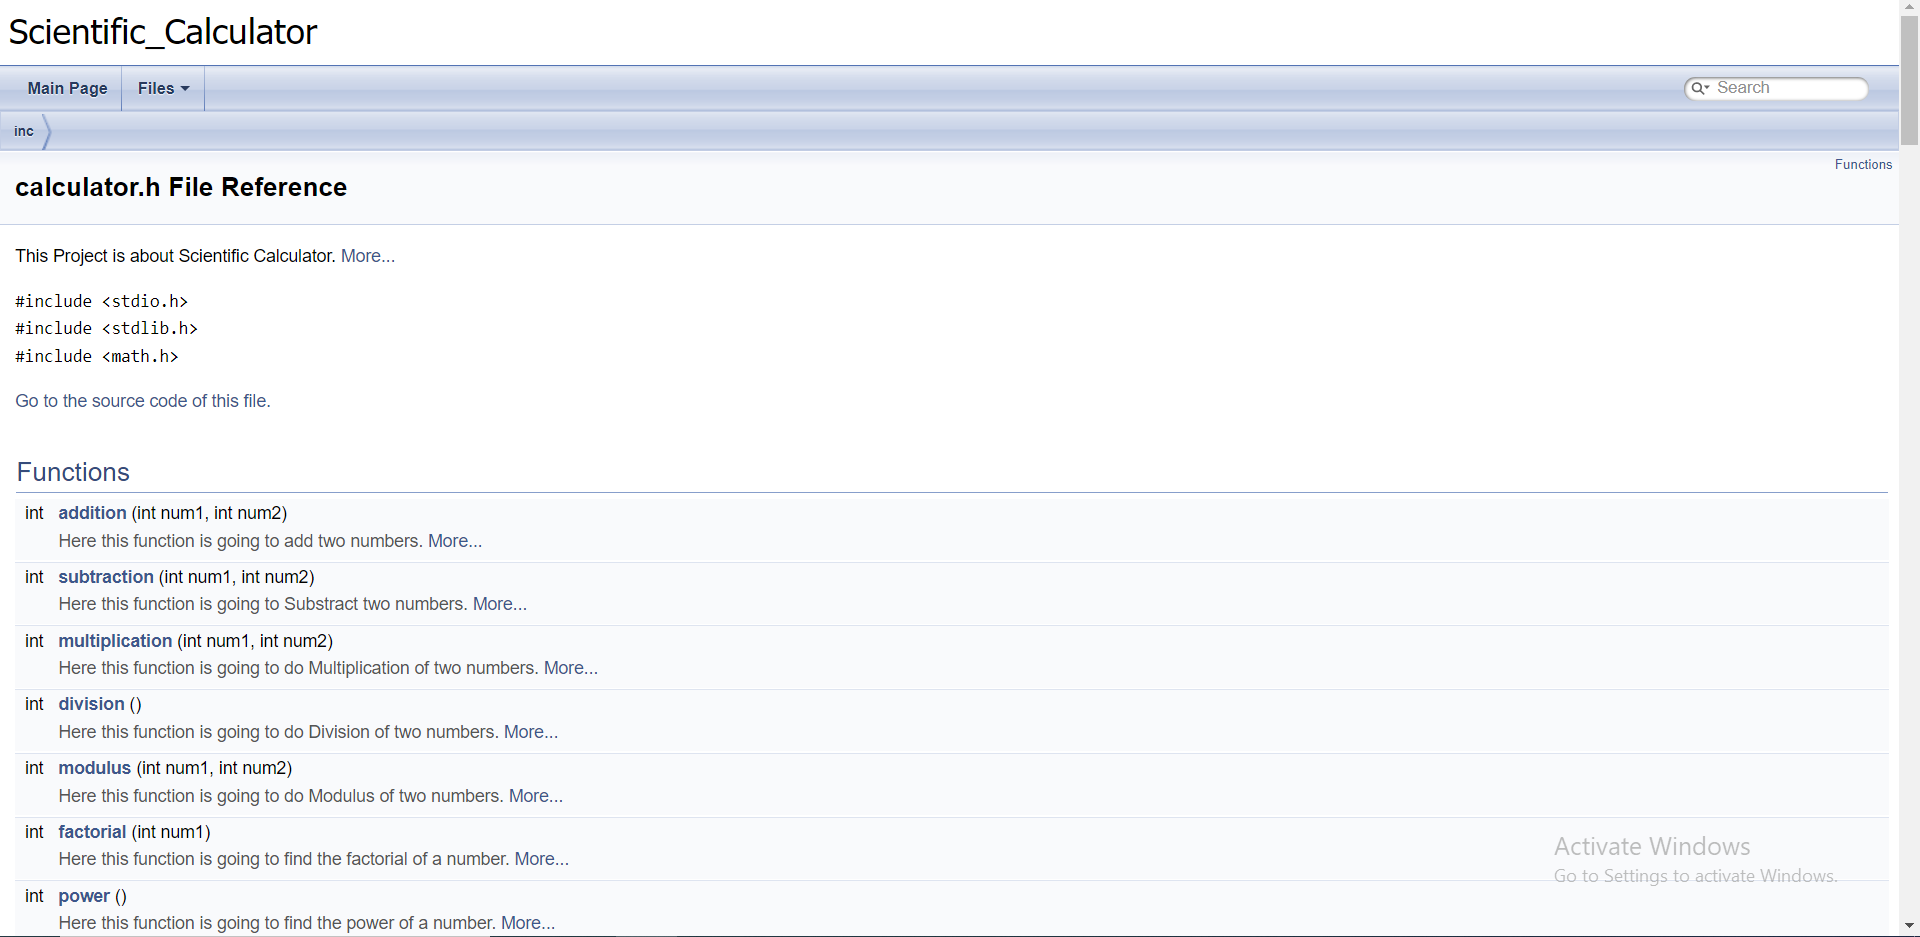 Scientific_Calculator
Main Page Files Search
inc
Functions
calculator.h File Reference
This Project is about Scientific Calculator. More...
#include <stdio.h>
#include <stdlib.h>
#include <math.h>
Go to the source code of this file.
Functions
int addition (int num1, int num2)
Here this function is going to add two numbers. More...
int subtraction (int num1, int num2)
Here this function is going to Substract two numbers. More...
int multiplication (int num1, int num2)
Here this function is going to do Multiplication of two numbers. More...
int division ()
Here this function is going to do Division of two numbers. More...
int modulus (int num1, int num2)
Here this function is going to do Modulus of two numbers. More...
int factorial (int num1)
Here this function is going to find the factorial of a number. More...
int power ()
Here this function is going to find the power of a number. More...
Activate Windows
Go to Settings to activate Windows.